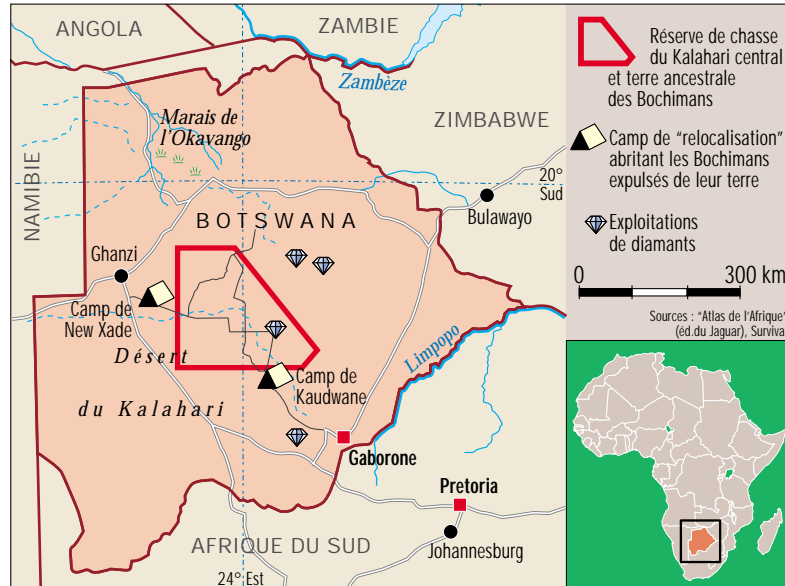 ANGOLA
ZAMBIE
Zambèze
Marais de
l'Okavango
ZIMBABWE
NAMIBIE
20°
Sud
Bulawayo
BOTSWANA
Ghanzi
Camp de
New Xade
Désert
du Kalahari
Camp de
Kaudwane
Limpopo
Gaborone
Pretoria
Johannesburg
AFRIQUE DU SUD
24° Est
Réserve de chasse
du Kalahari central
et terre ancestrale
des Bochimans
Camp de "relocalisation"
abritant les Bochimans
expulsés de leur terre
Exploitations
de diamants
0 300 km
Sources : "Atlas de l'Afrique"
(éd.du Jaguar), Surviva